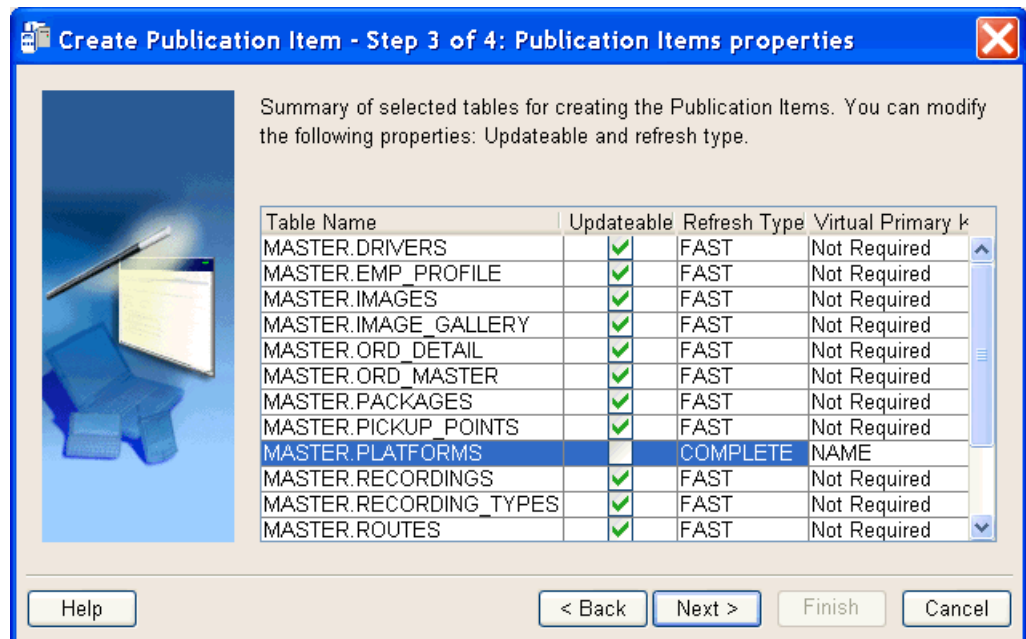 Create Publication Item - Step 3 of 4: Publication Items properties
Summary of selected tables for creating the Publication Items. You can modify
the following properties: Updateable and refresh type.
Table Name Updateable Refresh Type Virtual Primary K
MASTER.DRIVERS FAST Not Required
MASTER.EMP_PROFILE FAST Not Required
MASTER.IMAGES FAST Not Required
MASTER.IMAGE_GALLERY FAST Not Required
MASTER.ORD_DETAIL FAST Not Required
MASTER.ORD_MASTER FAST Not Required
MASTER.PACKAGES FAST Not Required
MASTER.PICKUP_POINTS FAST Not Required
MASTER.PLATFORMS COMPLETE NAME
MASTER.RECORDINGS FAST Not Required
MASTER.RECORDING_TYPES FAST Not Required
MASTER.ROUTES FAST Not Required
Help < Back Next > Finish Cancel